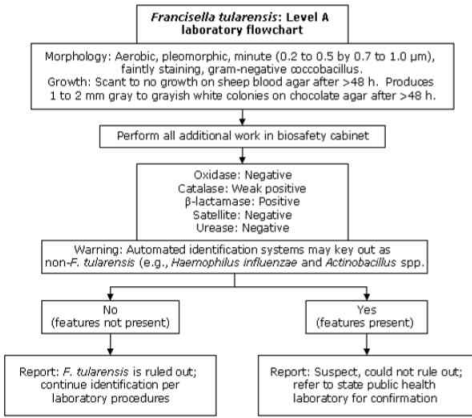 Francisella tularensis: Level A
laboratory flowchart
Morphology: Aerobic, pleomorphic, minute (0.2 to 0.5 by 0.7 to 1.0 μm),
faintly staining, gram-negative coccobacillus.
Growth: Scant to no growth on sheep blood agar after >48 h. Produces
1 to 2 mm gray to grayish white colonies on chocolate agar after >48 h.
Perform all additional work in biosafety cabinet
Oxidase: Negative
Catalase: Weak positive
β-lactamase: Positive
Satellite: Negative
Urease: Negative
Warning: Automated identification systems may key out as
non-F. tularensis (e.g., Haemophilus influenzae and Actinobacillus spp.
No
(features not present)
Yes
(features present)
Report: F. tularensis is ruled out;
continue identification per
laboratory procedures
Report: Suspect, could not rule out;
refer to state public health
laboratory for confirmation